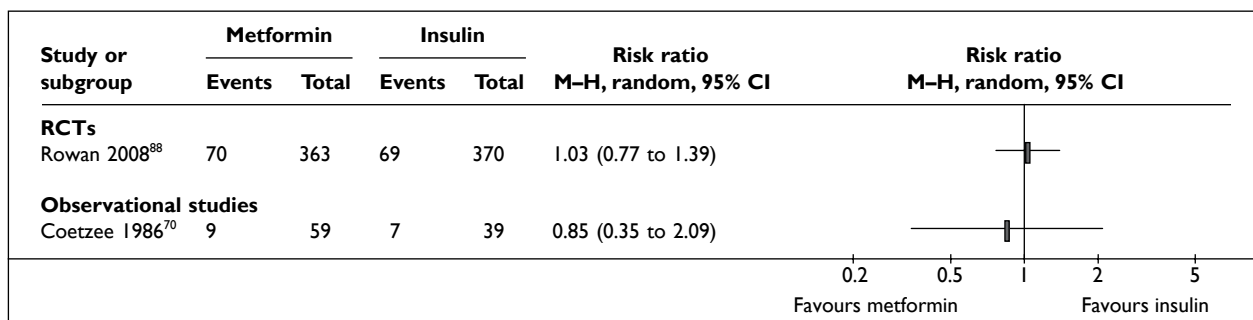 Metformin Insulin
Study or subgroup Events Total Events Total Risk ratio M–H, random, 95% CI Risk ratio M–H, random, 95% CI
RCTs
Rowan 2008⁸⁸ 70 363 69 370 1.03 (0.77 to 1.39)
Observational studies
Coetzee 1986⁷⁰ 9 59 7 39 0.85 (0.35 to 2.09)
0.2 0.5 1 2 5
Favours metformin Favours insulin